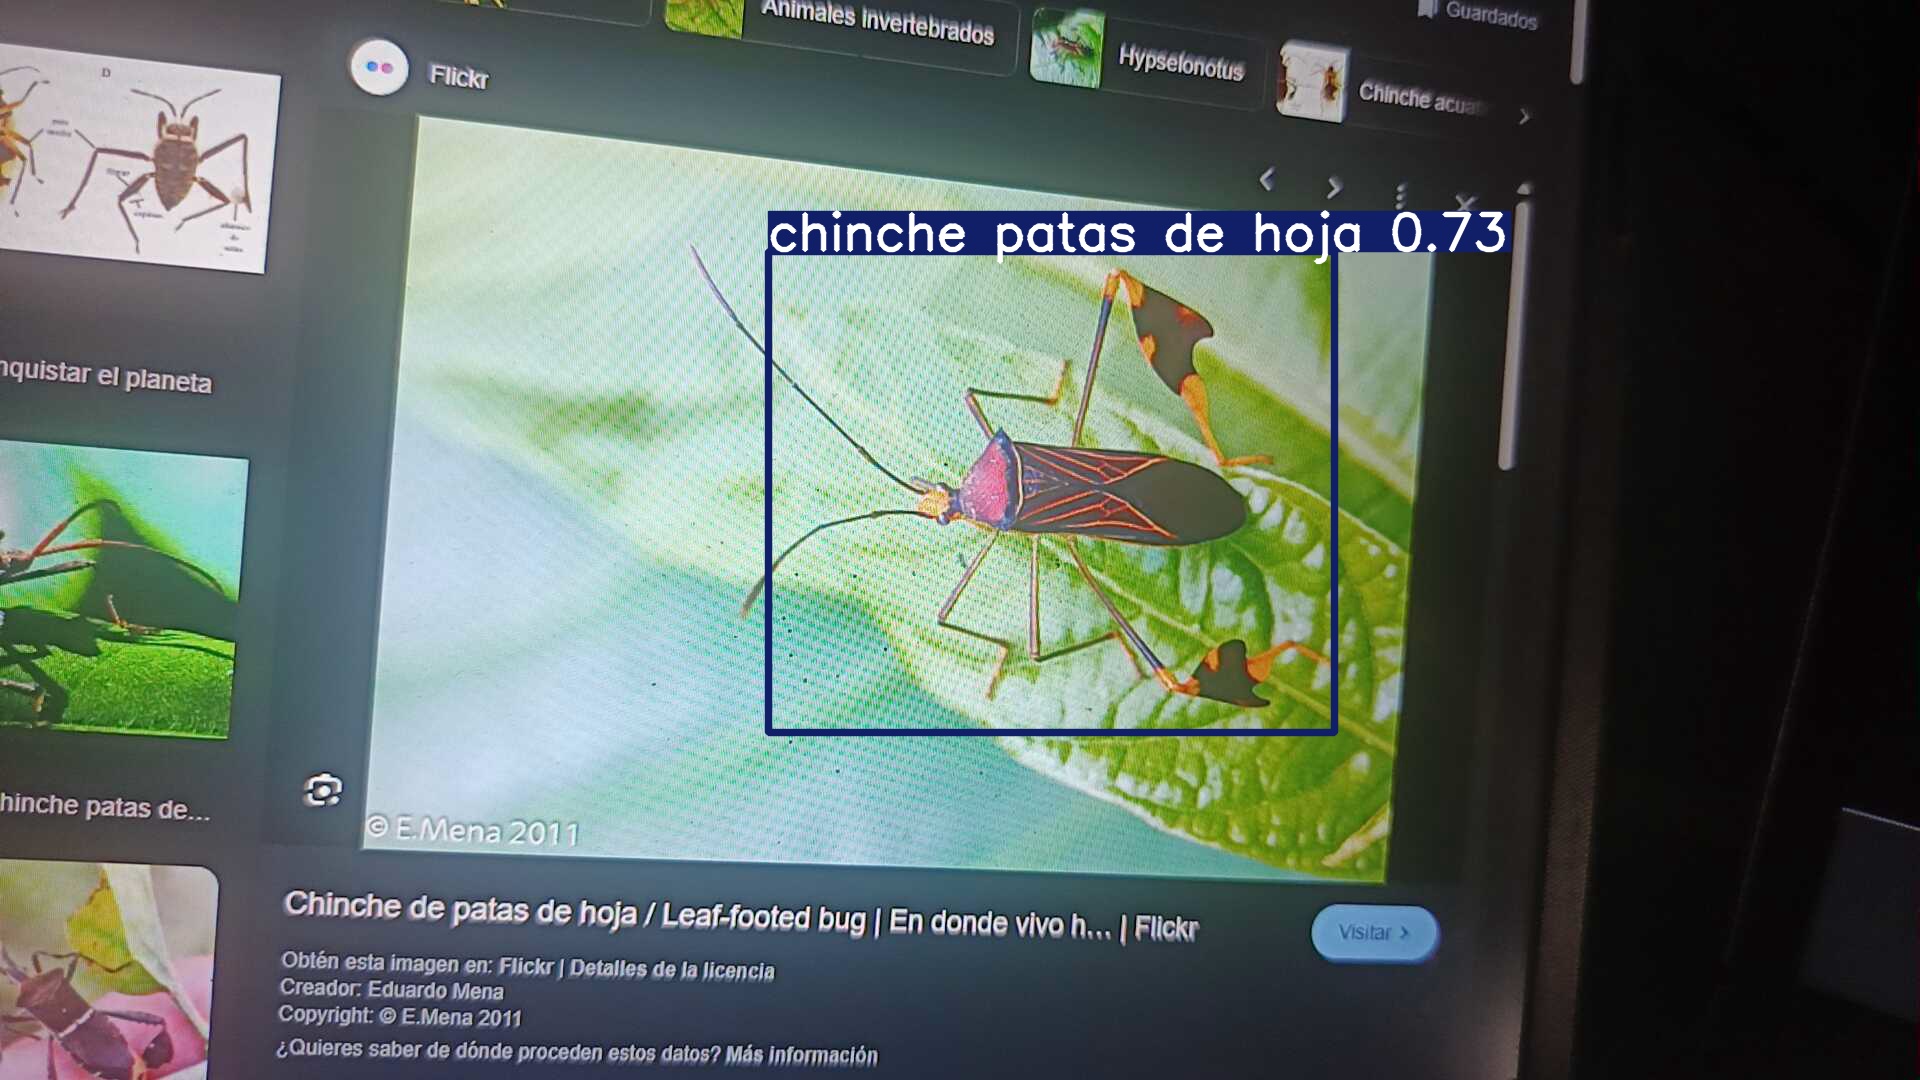 Guardados
Animales invertebrados
Hypselonotus
Chinche acua
Flickr
D
chinche patas de hoja 0.73
nquistar el planeta
hinche patas de...
© E.Mena 2011
Chinche de patas de hoja / Leaf-footed bug | En donde vivo h... | Flickr
Visitar >
Obtén esta imagen en: Flickr | Detalles de la licencia
Creador: Eduardo Mena
Copyright: © E.Mena 2011
¿Quieres saber de dónde proceden estos datos? Más información